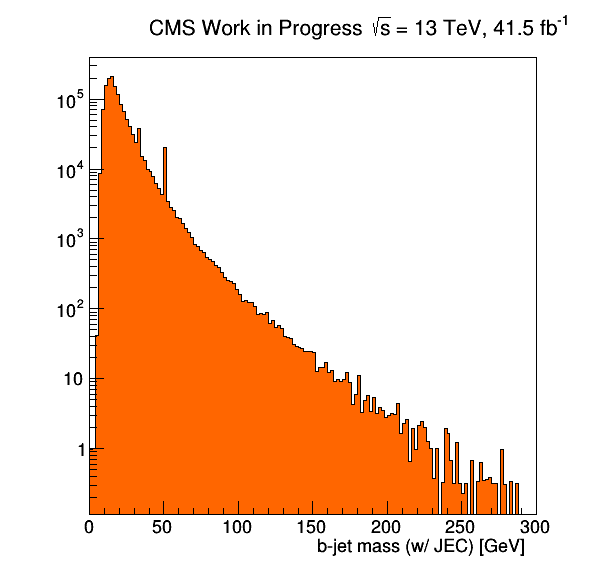 CMS Work in Progress √s = 13 TeV, 41.5 fb⁻¹
10⁵
10⁴
10³
10²
10
1
0 50 100 150 200 250 300
b-jet mass (w/ JEC) [GeV]